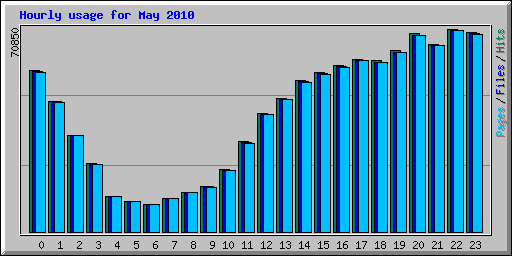 Hourly usage for May 2010
70850
Pages/Files/Hits
0 1 2 3 4 5 6 7 8 9 10 11 12 13 14 15 16 17 18 19 20 21 22 23